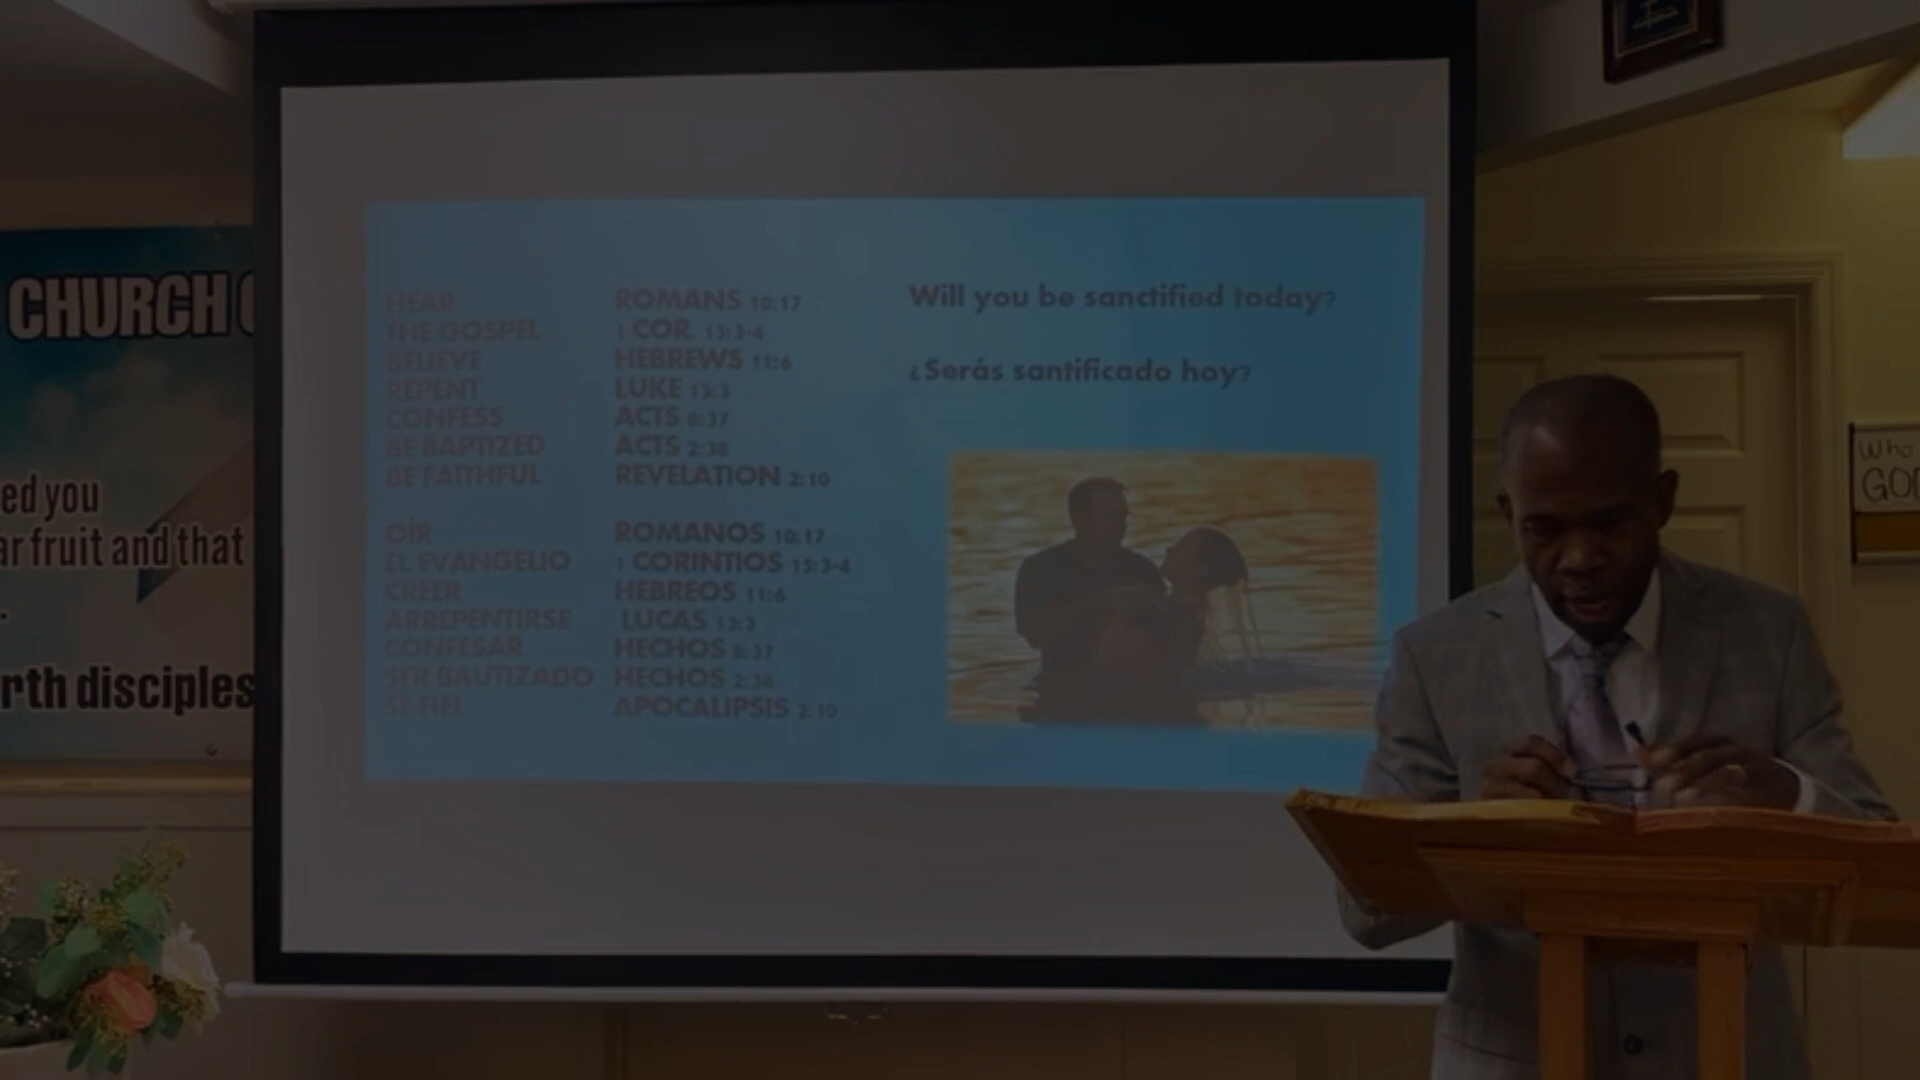 CHURCH
ed you
ar fruit and that
.
rth disciples
HEAR ROMANS 10:17
THE GOSPEL 1 COR. 15:3-4
BELIEVE HEBREWS 11:6
REPENT LUKE 13:3
CONFESS ACTS 8:37
BE BAPTIZED ACTS 2:38
BE FAITHFUL REVELATION 2:10
OÍR ROMANOS 10:17
EL EVANGELIO 1 CORINTIOS 15:3-4
CREER HEBREOS 11:6
ARREPENTIRSE LUCAS 13:3
CONFESAR HECHOS 8:37
SER BAUTIZADO HECHOS 2:38
SÉ FIEL APOCALIPSIS 2:10
Will you be sanctified today?
¿Serás santificado hoy?
Who
GOD